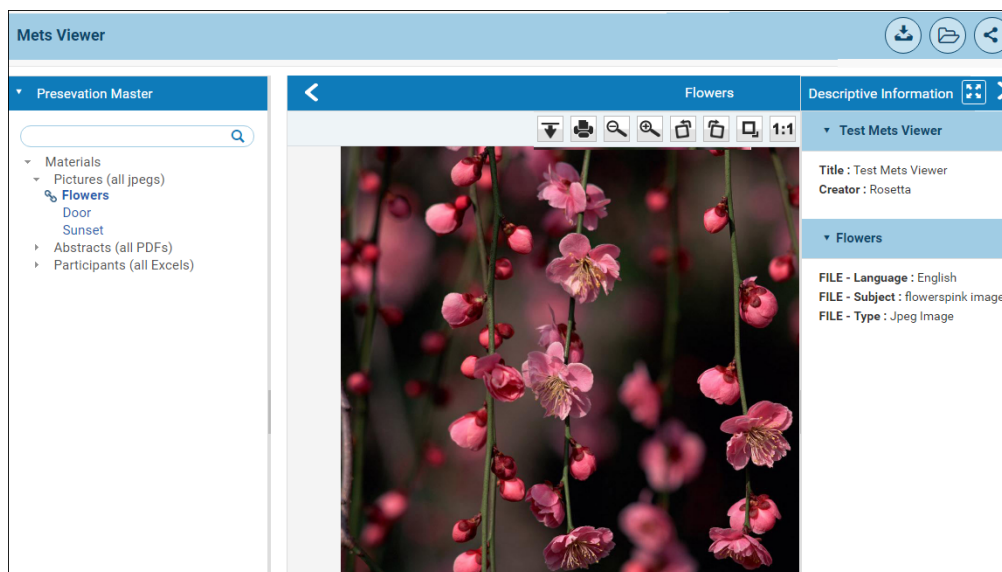 Mets Viewer
Presevation Master
Materials
Pictures (all jpegs)
Flowers
Door
Sunset
Abstracts (all PDFs)
Participants (all Excels)
Flowers
1:1
Descriptive Information
Test Mets Viewer
Title : Test Mets Viewer
Creator : Rosetta
Flowers
FILE - Language : English
FILE - Subject : flowerspink image
FILE - Type : Jpeg Image